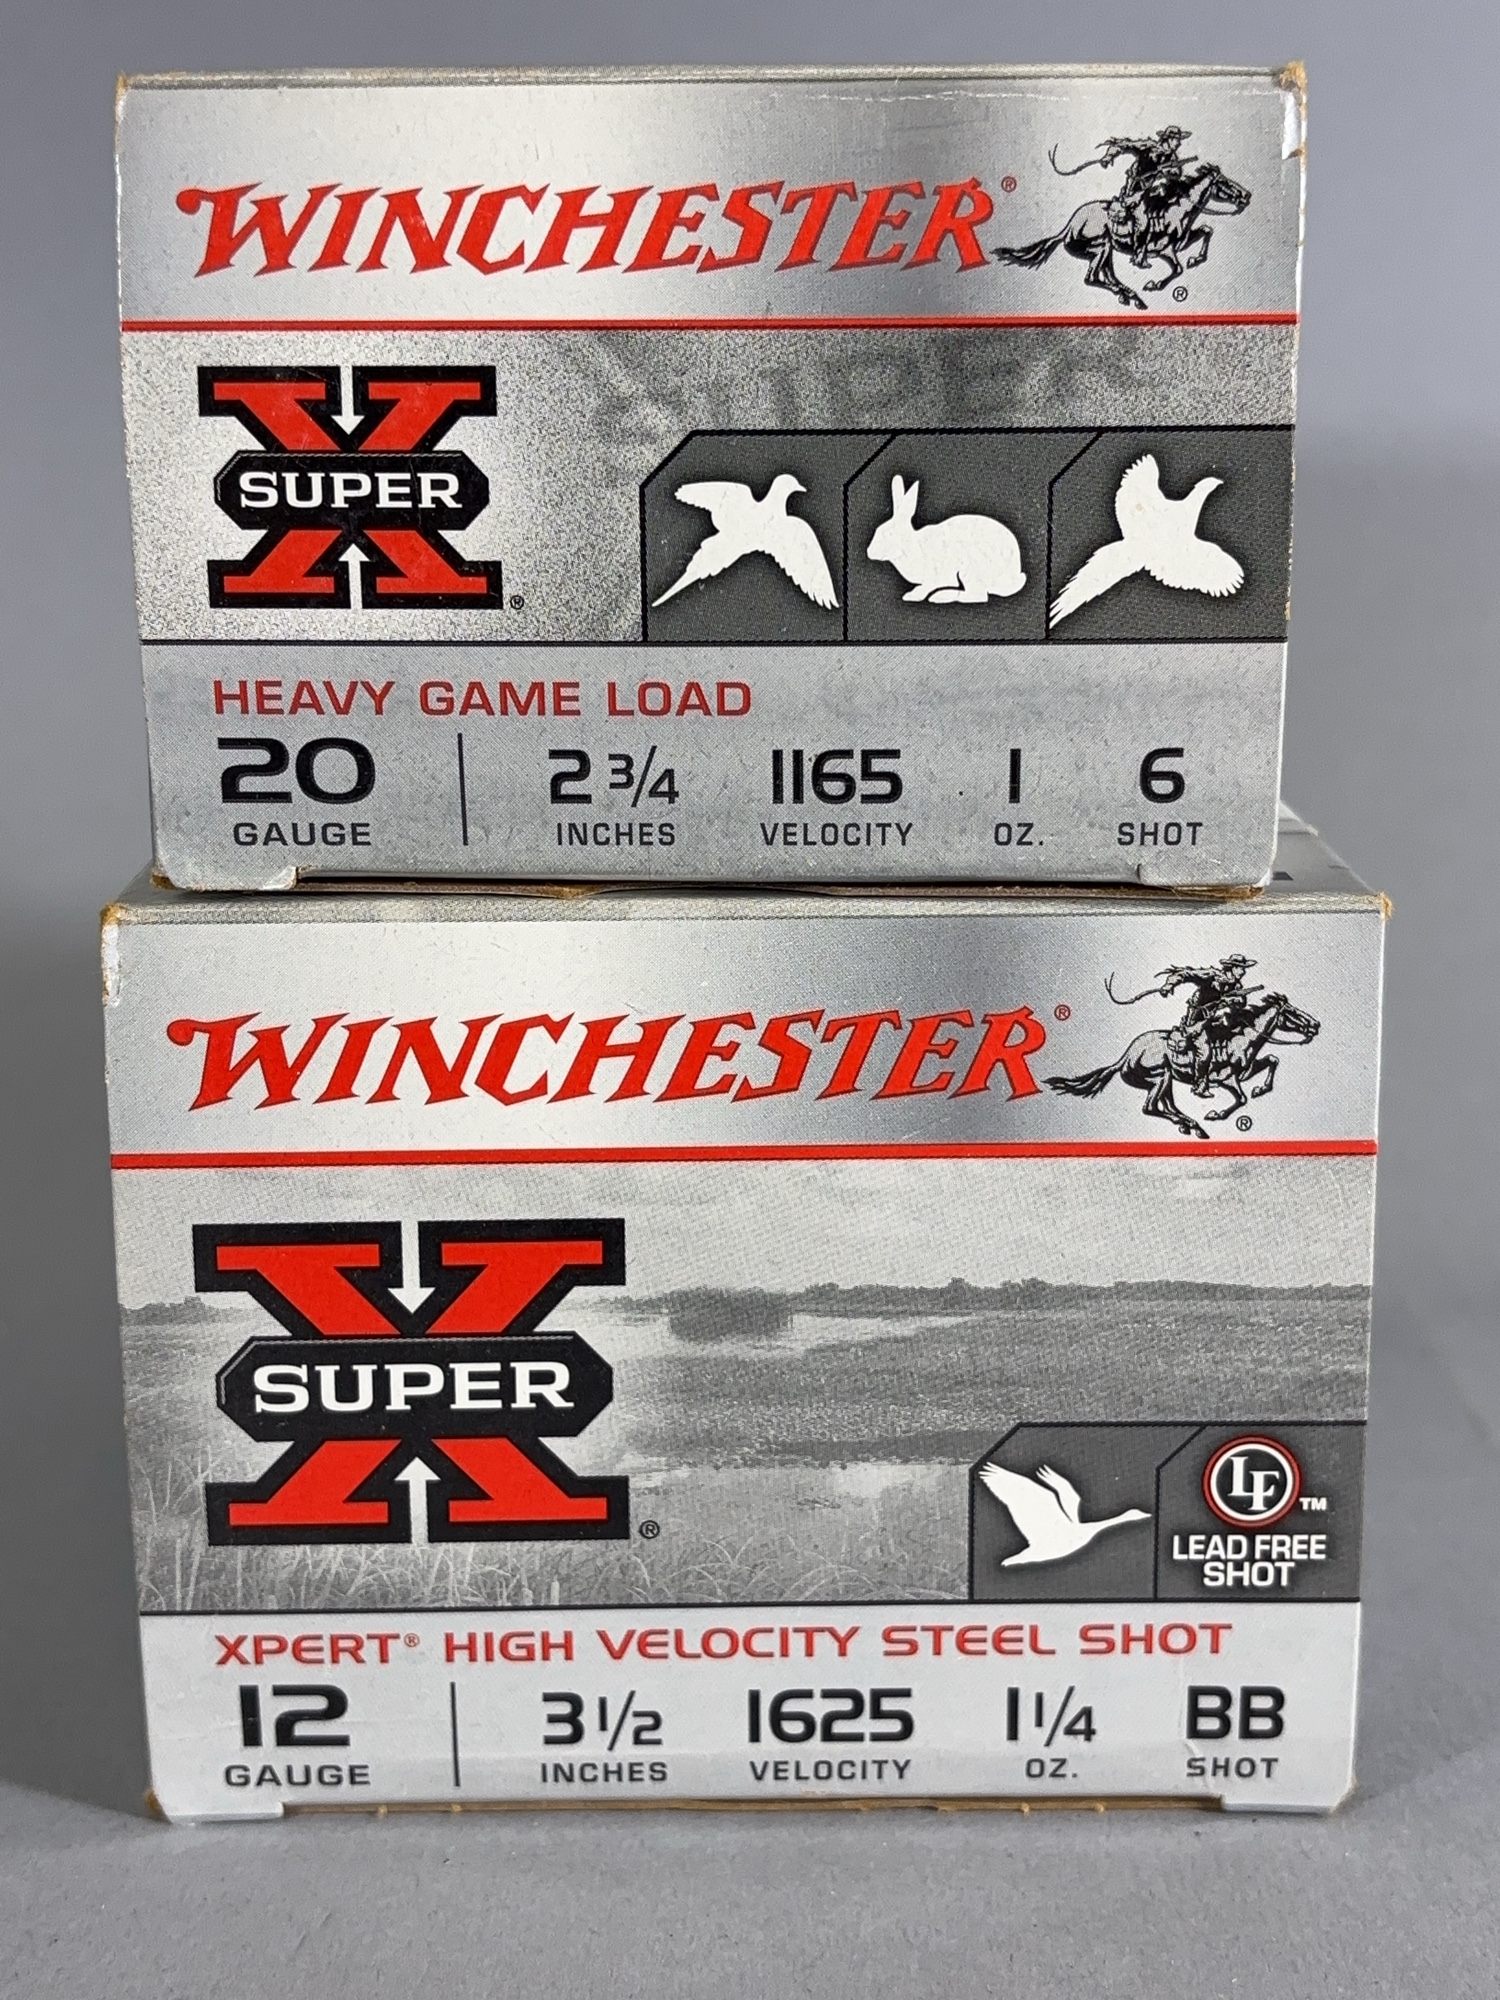 WINCHESTER®
®
SUPER
X
SUPER
®
HEAVY GAME LOAD
20 2 3/4 1165 1 6
GAUGE INCHES VELOCITY OZ. SHOT
WINCHESTER®
®
X
SUPER
®
LF™
LEAD FREE
SHOT
XPERT® HIGH VELOCITY STEEL SHOT
12 3 1/2 1625 1 1/4 BB
GAUGE INCHES VELOCITY OZ. SHOT